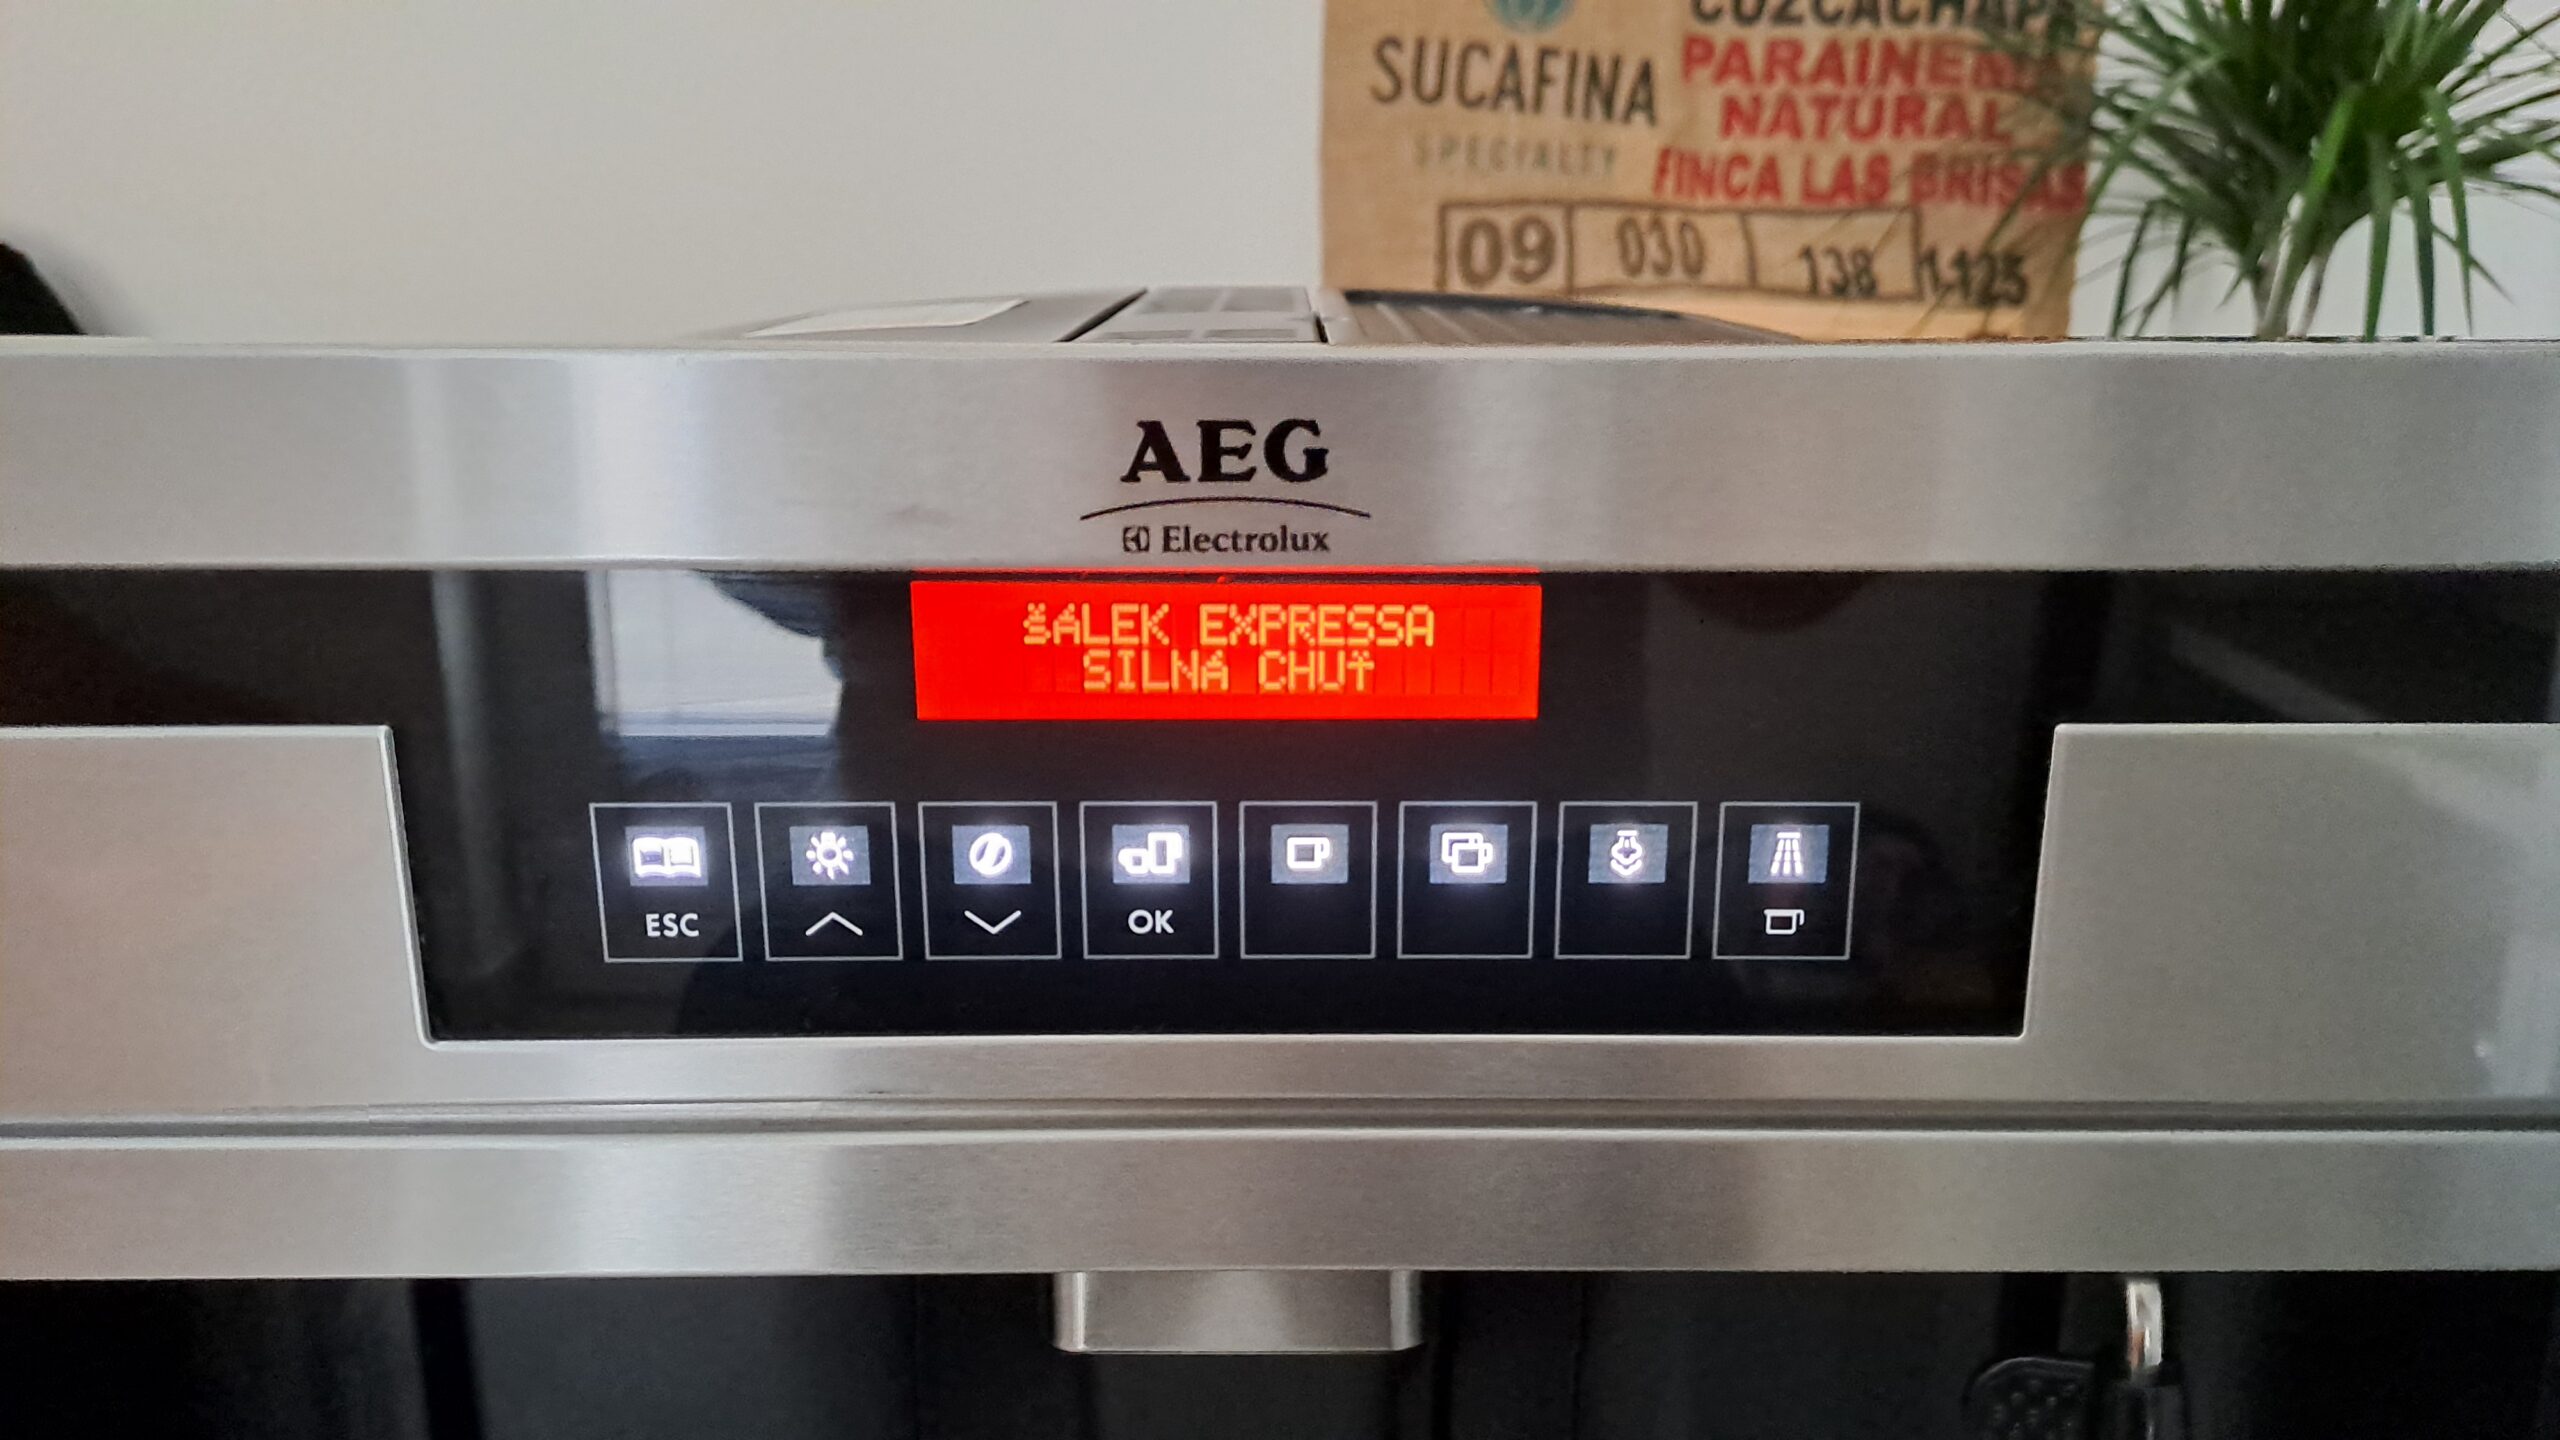 SUCAFINA
SPECIALTY
PARAINEMA
NATURAL
FINCA LAS BRISAS
09 030 138 1.125
AEG
Electrolux
ŠÁLEK EXPRESSA
SILNÁ CHUŤ
ESC
OK